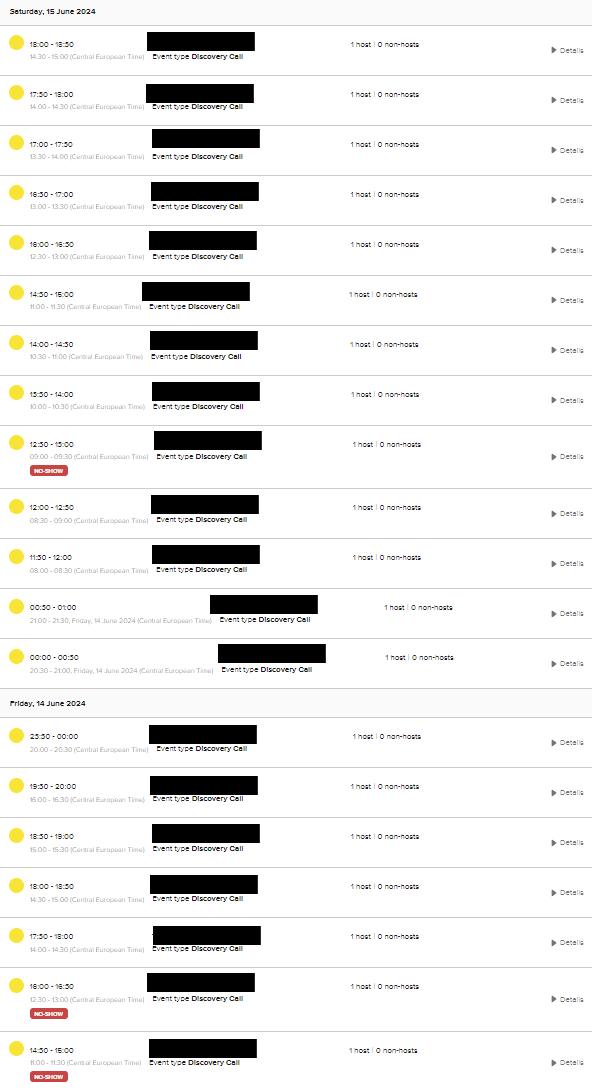 Saturday, 15 June 2024
18:00 - 18:30 1 host | 0 non-hosts Details
14:30 - 15:00 (Central European Time) Event type Discovery Call
17:30 - 18:00 1 host | 0 non-hosts Details
14:00 - 14:30 (Central European Time) Event type Discovery Call
17:00 - 17:30 1 host | 0 non-hosts Details
13:30 - 14:00 (Central European Time) Event type Discovery Call
16:30 - 17:00 1 host | 0 non-hosts Details
13:00 - 13:30 (Central European Time) Event type Discovery Call
16:00 - 16:30 1 host | 0 non-hosts Details
12:30 - 13:00 (Central European Time) Event type Discovery Call
14:30 - 15:00 1 host | 0 non-hosts Details
11:00 - 11:30 (Central European Time) Event type Discovery Call
14:00 - 14:30 1 host | 0 non-hosts Details
10:30 - 11:00 (Central European Time) Event type Discovery Call
13:30 - 14:00 1 host | 0 non-hosts Details
10:00 - 10:30 (Central European Time) Event type Discovery Call
12:30 - 13:00 1 host | 0 non-hosts Details
09:00 - 09:30 (Central European Time) Event type Discovery Call
NO-SHOW
12:00 - 12:30 1 host | 0 non-hosts Details
08:30 - 09:00 (Central European Time) Event type Discovery Call
11:30 - 12:00 1 host | 0 non-hosts Details
08:00 - 08:30 (Central European Time) Event type Discovery Call
00:30 - 01:00 1 host | 0 non-hosts Details
21:00 - 21:30, Friday, 14 June 2024 (Central European Time) Event type Discovery Call
00:00 - 00:30 1 host | 0 non-hosts Details
20:30 - 21:00, Friday, 14 June 2024 (Central European Time) Event type Discovery Call
Friday, 14 June 2024
23:30 - 00:00 1 host | 0 non-hosts Details
20:00 - 20:30 (Central European Time) Event type Discovery Call
19:30 - 20:00 1 host | 0 non-hosts Details
16:00 - 16:30 (Central European Time) Event type Discovery Call
18:30 - 19:00 1 host | 0 non-hosts Details
15:00 - 15:30 (Central European Time) Event type Discovery Call
18:00 - 18:30 1 host | 0 non-hosts Details
14:30 - 15:00 (Central European Time) Event type Discovery Call
17:30 - 18:00 1 host | 0 non-hosts Details
14:00 - 14:30 (Central European Time) Event type Discovery Call
16:00 - 16:30 1 host | 0 non-hosts Details
12:30 - 13:00 (Central European Time) Event type Discovery Call
NO-SHOW
14:30 - 15:00 1 host | 0 non-hosts Details
11:00 - 11:30 (Central European Time) Event type Discovery Call
NO-SHOW